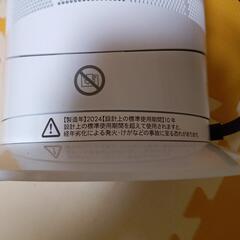 【製造年】2024【設計上の標準使用期間】10年
設計上の標準使用期間を超えて使用されますと、
経年劣化による発火・けがなどの事故に至る恐れがあります。